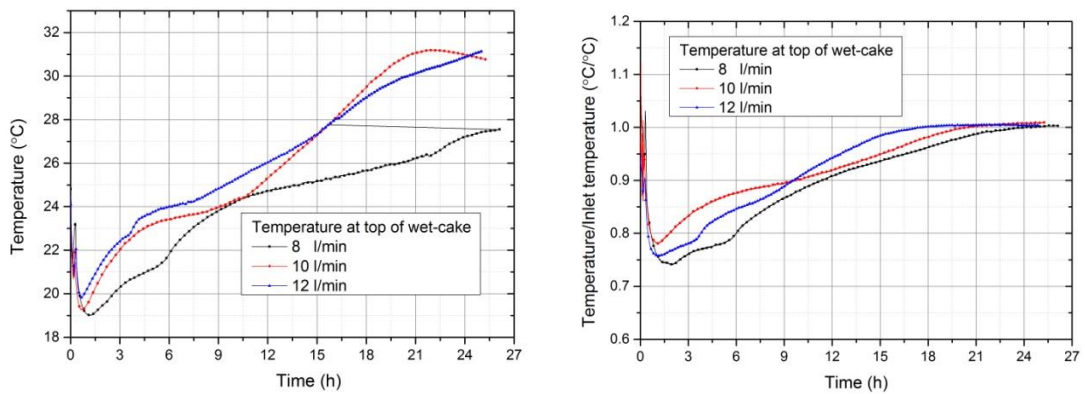 32
30
28
26
24
22
20
18
0 3 6 9 12 15 18 21 24 27
Temperature (°C)
Time (h)
Temperature at top of wet-cake
8 l/min
10 l/min
12 l/min
1.2
1.1
1.0
0.9
0.8
0.7
0.6
0 3 6 9 12 15 18 21 24 27
Temperature/Inlet temperature (°C/°C)
Time (h)
Temperature at top of wet-cake
8 l/min
10 l/min
12 l/min